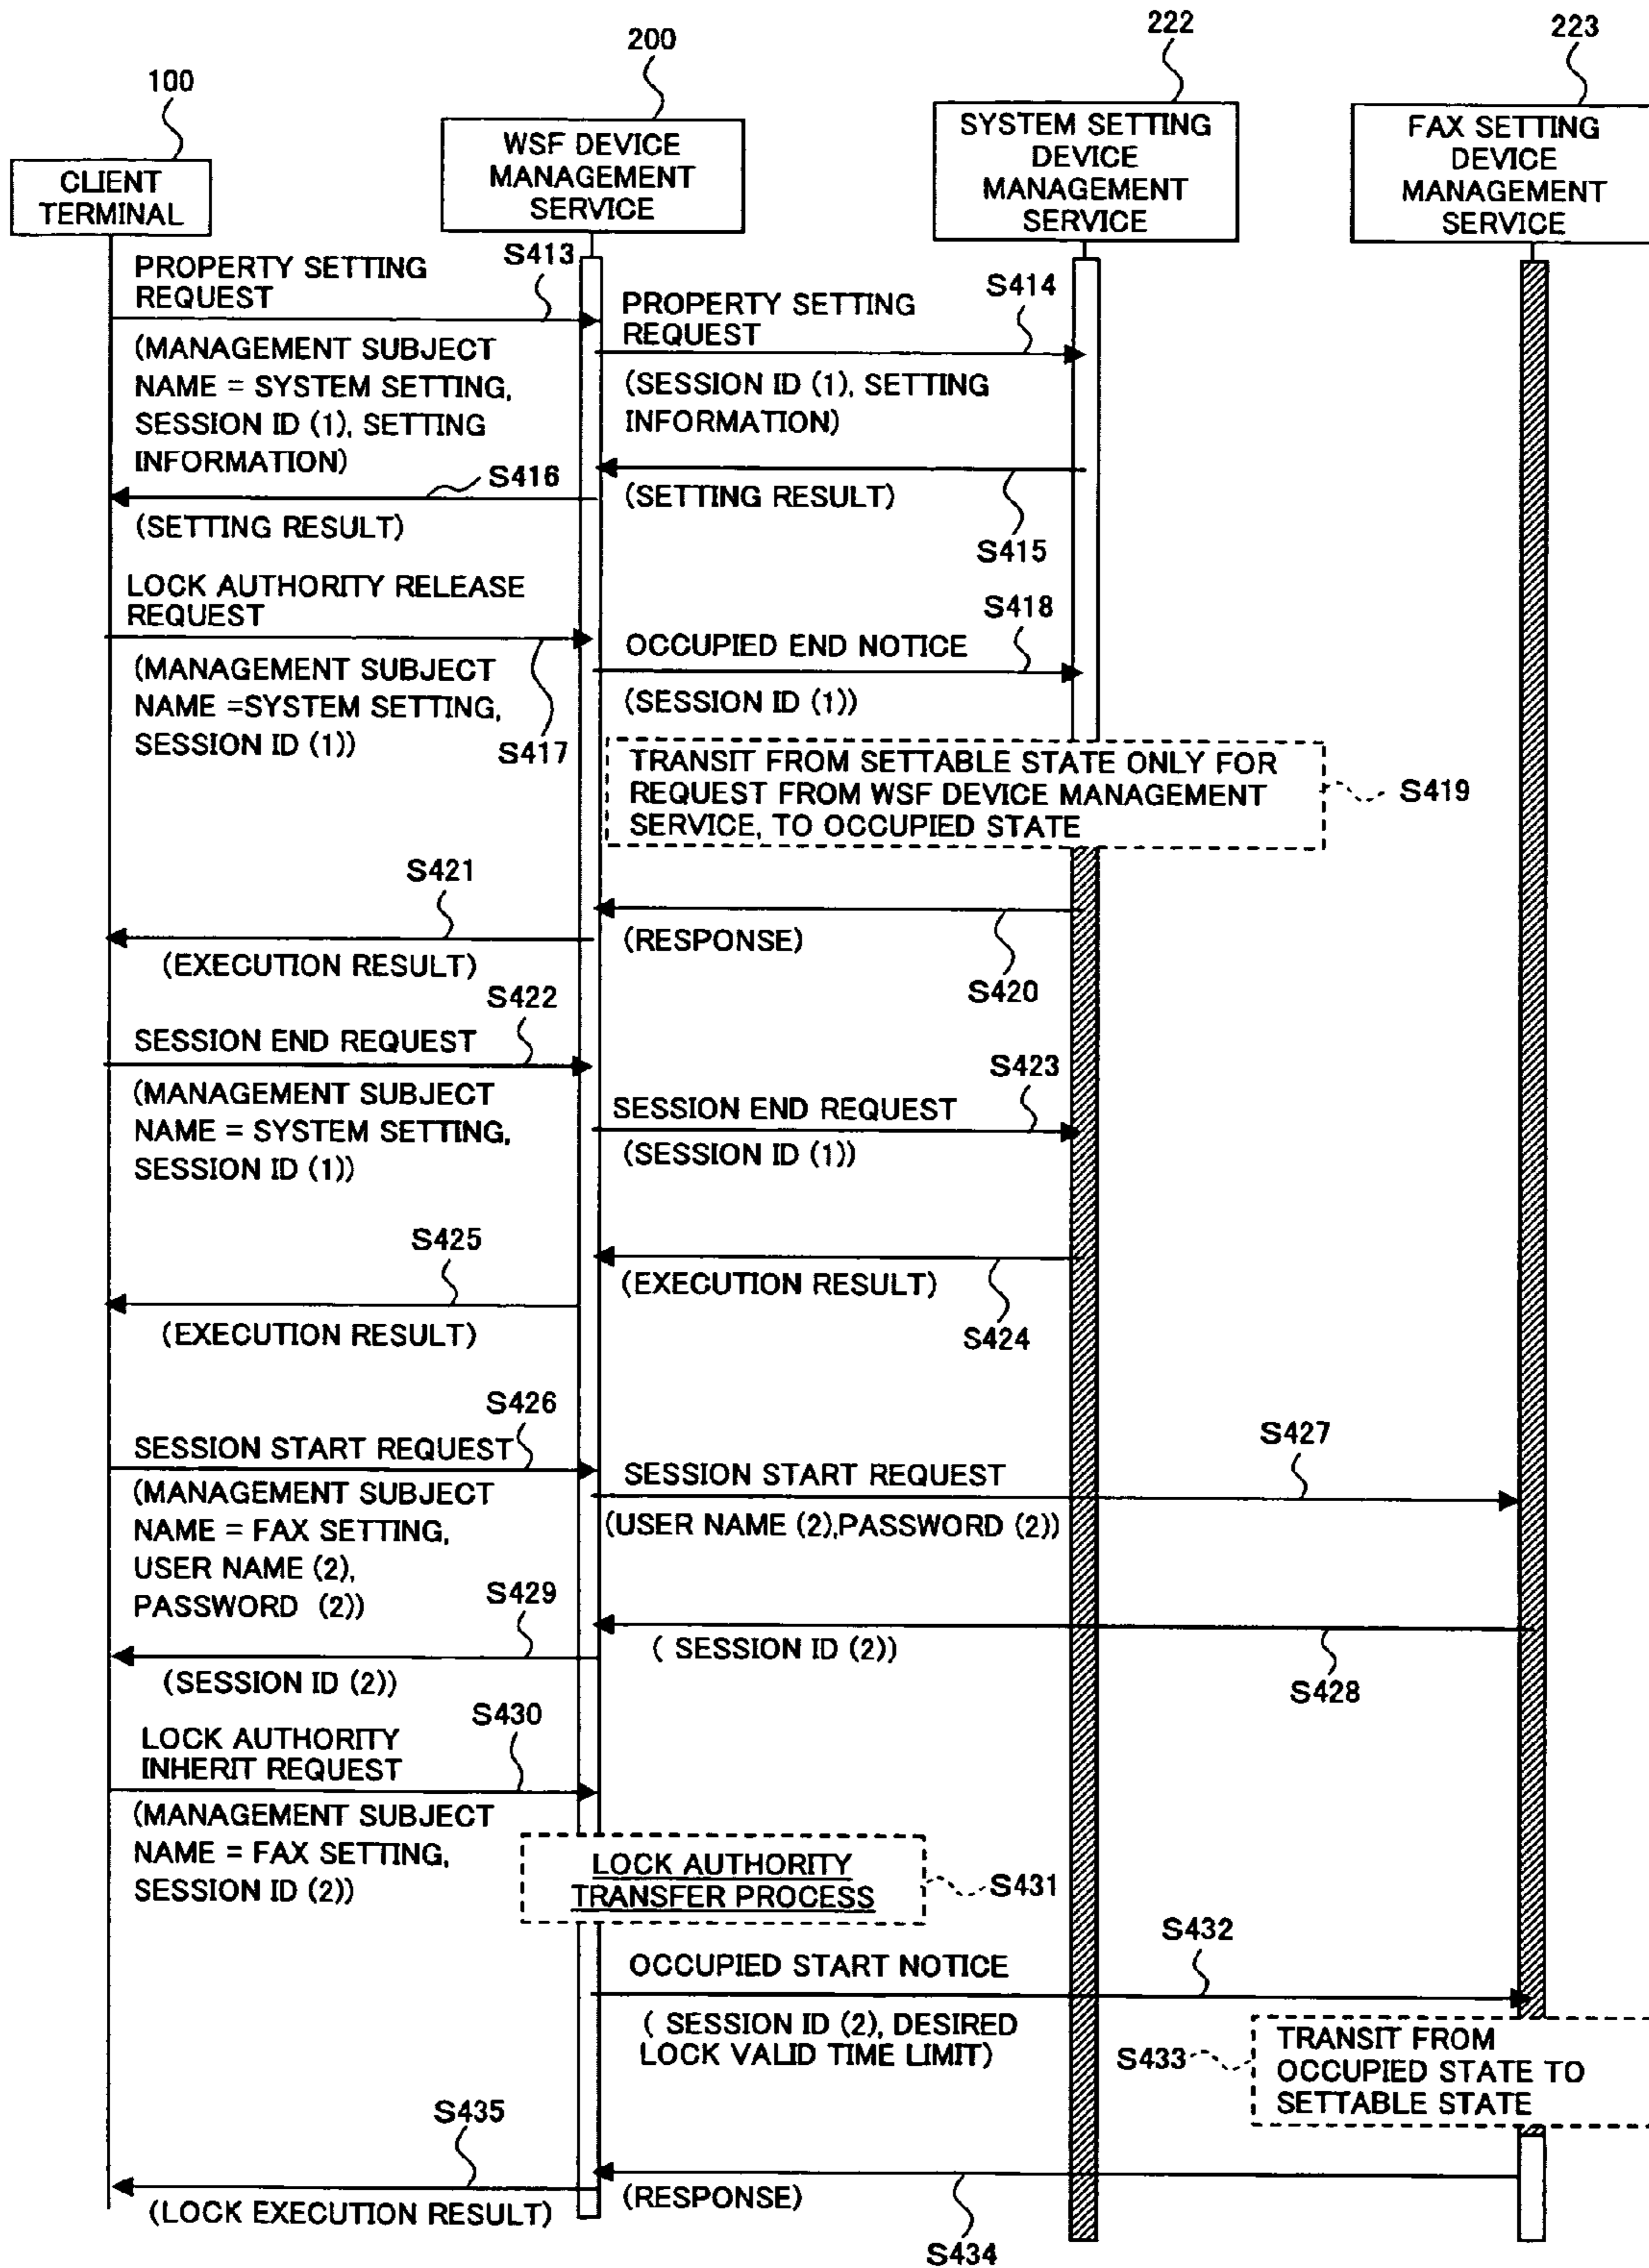 100
CLIENT
TERMINAL
200
WSF DEVICE
MANAGEMENT
SERVICE
222
SYSTEM SETTING
DEVICE
MANAGEMENT
SERVICE
223
FAX SETTING
DEVICE
MANAGEMENT
SERVICE
PROPERTY SETTING
REQUEST
S413
(MANAGEMENT SUBJECT
NAME = SYSTEM SETTING,
SESSION ID (1), SETTING
INFORMATION)
PROPERTY SETTING
REQUEST
S414
(SESSION ID (1), SETTING
INFORMATION)
S416
(SETTING RESULT)
(SETTING RESULT)
S415
LOCK AUTHORITY RELEASE
REQUEST
(MANAGEMENT SUBJECT
NAME =SYSTEM SETTING,
SESSION ID (1))
S417
S418
OCCUPIED END NOTICE
(SESSION ID (1))
TRANSIT FROM SETTABLE STATE ONLY FOR
REQUEST FROM WSF DEVICE MANAGEMENT
SERVICE, TO OCCUPIED STATE
S419
S421
(EXECUTION RESULT)
(RESPONSE)
S420
S422
SESSION END REQUEST
(MANAGEMENT SUBJECT
NAME = SYSTEM SETTING,
SESSION ID (1))
S423
SESSION END REQUEST
(SESSION ID (1))
S425
(EXECUTION RESULT)
(EXECUTION RESULT)
S424
S426
SESSION START REQUEST
(MANAGEMENT SUBJECT
NAME = FAX SETTING,
USER NAME (2),
PASSWORD (2))
S427
SESSION START REQUEST
(USER NAME (2),PASSWORD (2))
S429
(SESSION ID (2))
( SESSION ID (2))
S428
S430
LOCK AUTHORITY
INHERIT REQUEST
(MANAGEMENT SUBJECT
NAME = FAX SETTING,
SESSION ID (2))
LOCK AUTHORITY
TRANSFER PROCESS
S431
S432
OCCUPIED START NOTICE
( SESSION ID (2), DESIRED
LOCK VALID TIME LIMIT)
S433
TRANSIT FROM
OCCUPIED STATE TO
SETTABLE STATE
S435
(LOCK EXECUTION RESULT)
(RESPONSE)
S434